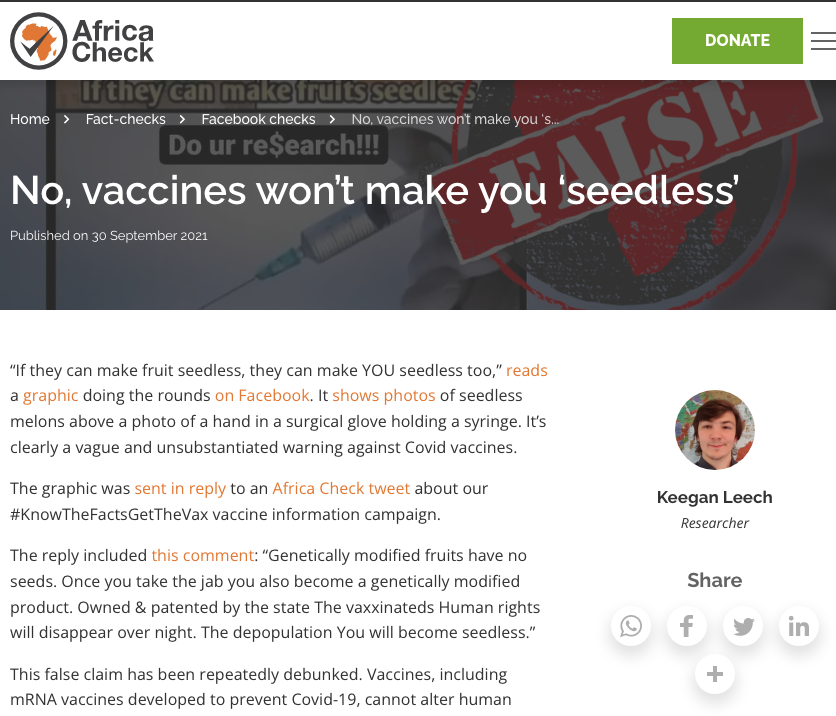 Africa
Check
DONATE
If they can make fruits seedles
Home > Fact-checks > Facebook checks > No, vaccines won't make you ‘s...
Do ur re$earch!!!
FALSE
No, vaccines won’t make you ‘seedless’
Published on 30 September 2021
“If they can make fruit seedless, they can make YOU seedless too,” reads
a graphic doing the rounds on Facebook. It shows photos of seedless
melons above a photo of a hand in a surgical glove holding a syringe. It’s
clearly a vague and unsubstantiated warning against Covid vaccines.
The graphic was sent in reply to an Africa Check tweet about our
#KnowTheFactsGetTheVax vaccine information campaign.
The reply included this comment: “Genetically modified fruits have no
seeds. Once you take the jab you also become a genetically modified
product. Owned & patented by the state The vaxxinateds Human rights
will disappear over night. The depopulation You will become seedless.”
This false claim has been repeatedly debunked. Vaccines, including
mRNA vaccines developed to prevent Covid-19, cannot alter human
Keegan Leech
Researcher
Share